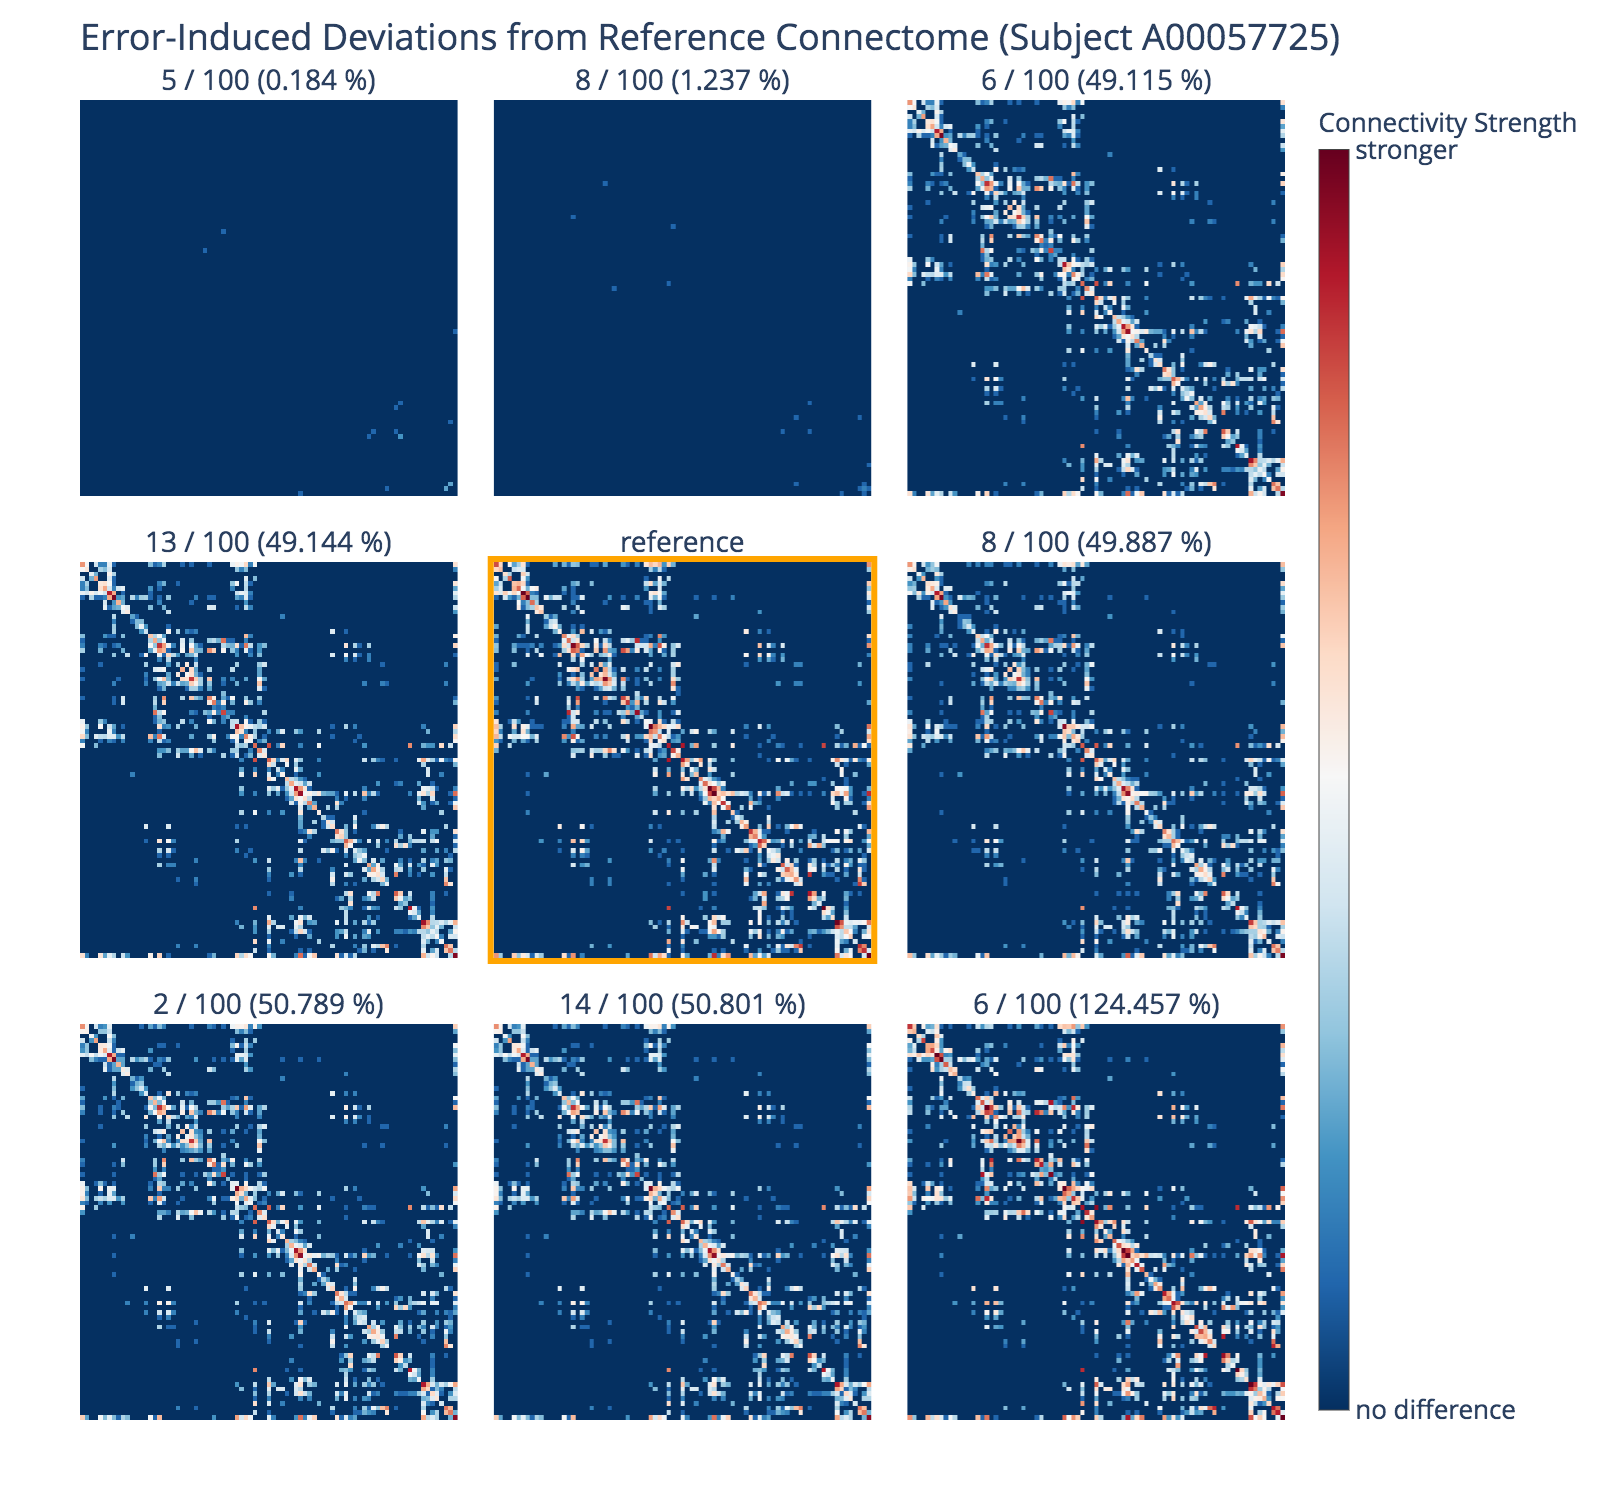 Error-Induced Deviations from Reference Connectome (Subject A00057725)
5 / 100 (0.184 %)
8 / 100 (1.237 %)
6 / 100 (49.115 %)
Connectivity Strength
stronger
13 / 100 (49.144 %)
reference
8 / 100 (49.887 %)
2 / 100 (50.789 %)
14 / 100 (50.801 %)
6 / 100 (124.457 %)
no difference